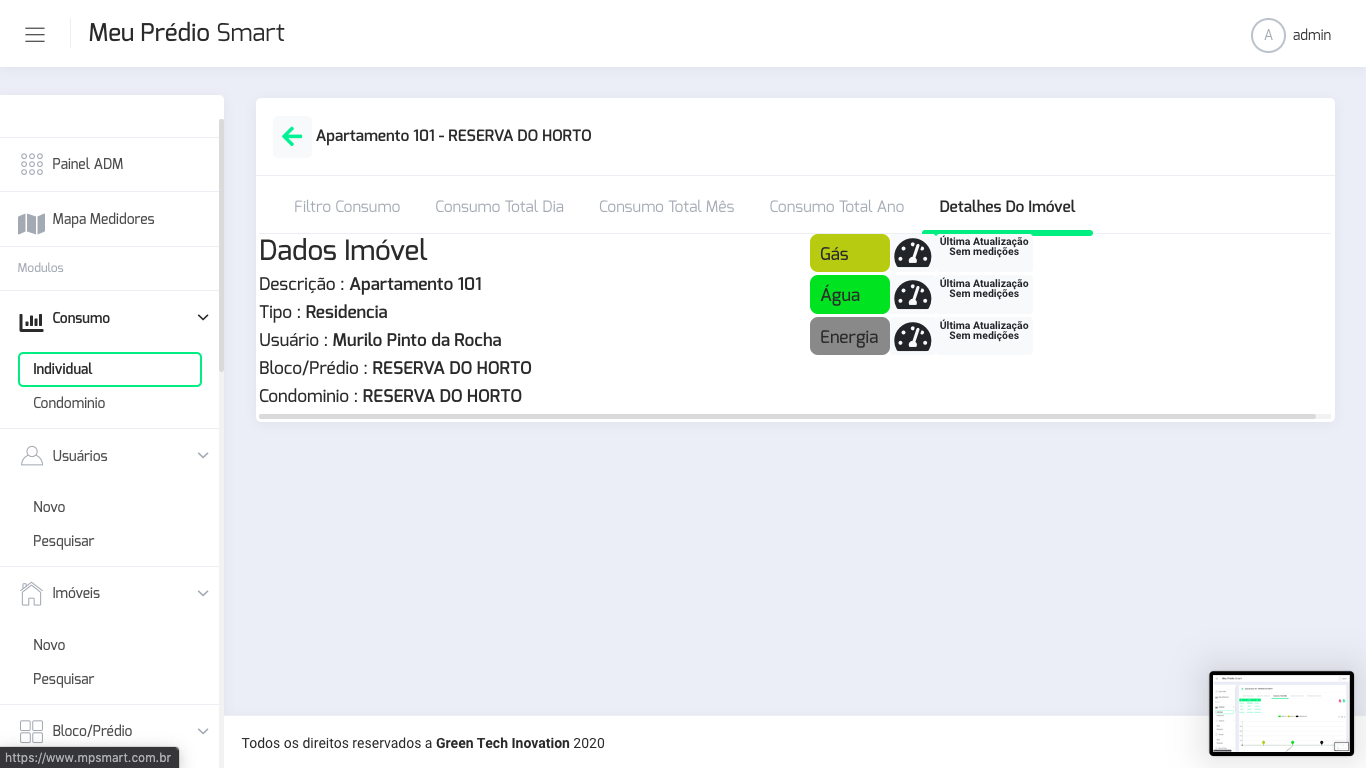 Meu Prédio Smart
A admin
Painel ADM
Mapa Medidores
Modulos
Consumo
Individual
Condominio
Usuários
Novo
Pesquisar
Imóveis
Novo
Pesquisar
Bloco/Prédio
https://www.mpsmart.com.br
Apartamento 101 - RESERVA DO HORTO
Filtro Consumo Consumo Total Dia Consumo Total Mês Consumo Total Ano Detalhes Do Imóvel
Dados Imóvel
Descrição : Apartamento 101
Tipo : Residencia
Usuário : Murilo Pinto da Rocha
Bloco/Prédio : RESERVA DO HORTO
Condominio : RESERVA DO HORTO
Gás
Última Atualização
Sem medições
Água
Última Atualização
Sem medições
Energia
Última Atualização
Sem medições
Todos os direitos reservados a Green Tech Inovation 2020